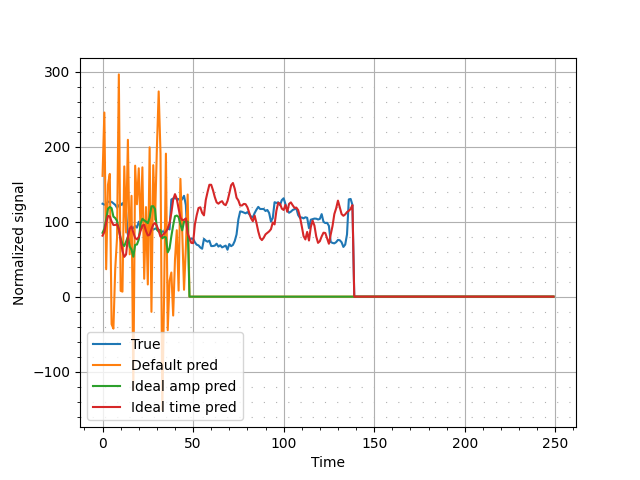 300
200
100
0
−100
Normalized signal
True
Default pred
Ideal amp pred
Ideal time pred
0
50
100
150
200
250
Time